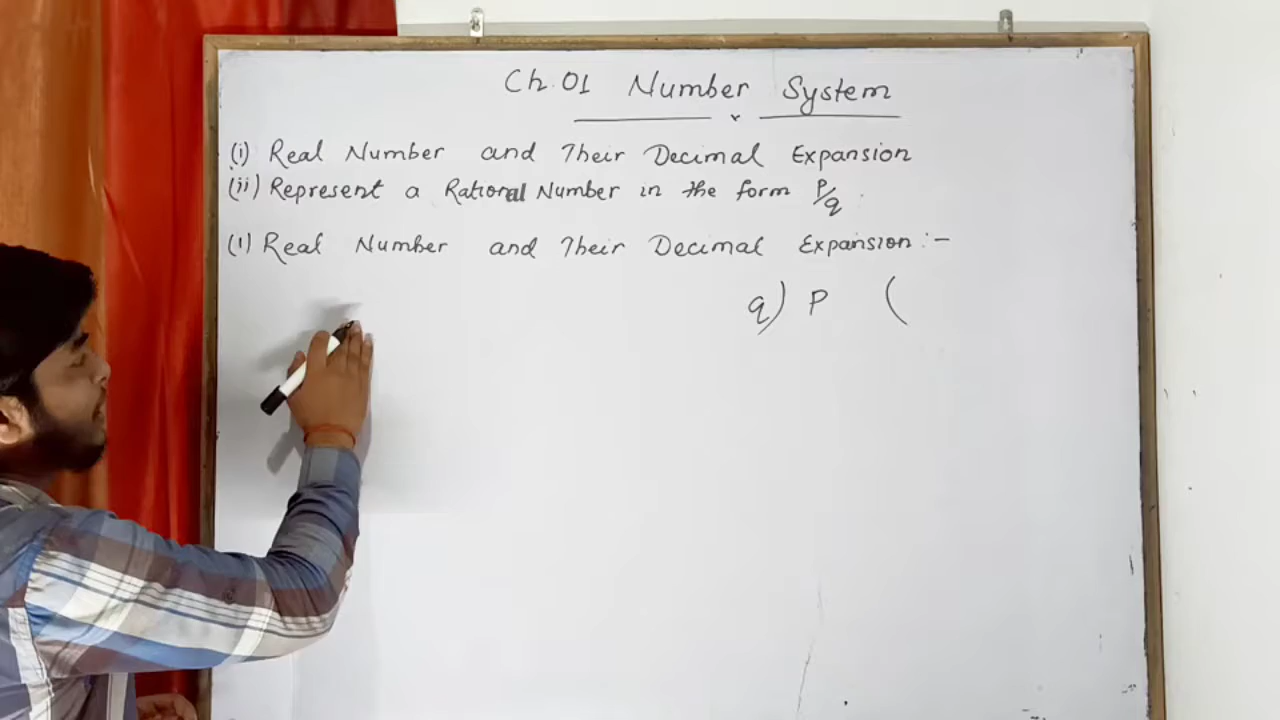 Ch.01 Number System
(i) Real Number and Their Decimal Expansion
(ii) Represent a Rational Number in the form P/q.
(1) Real Number and Their Decimal Expansion :-
q) P (